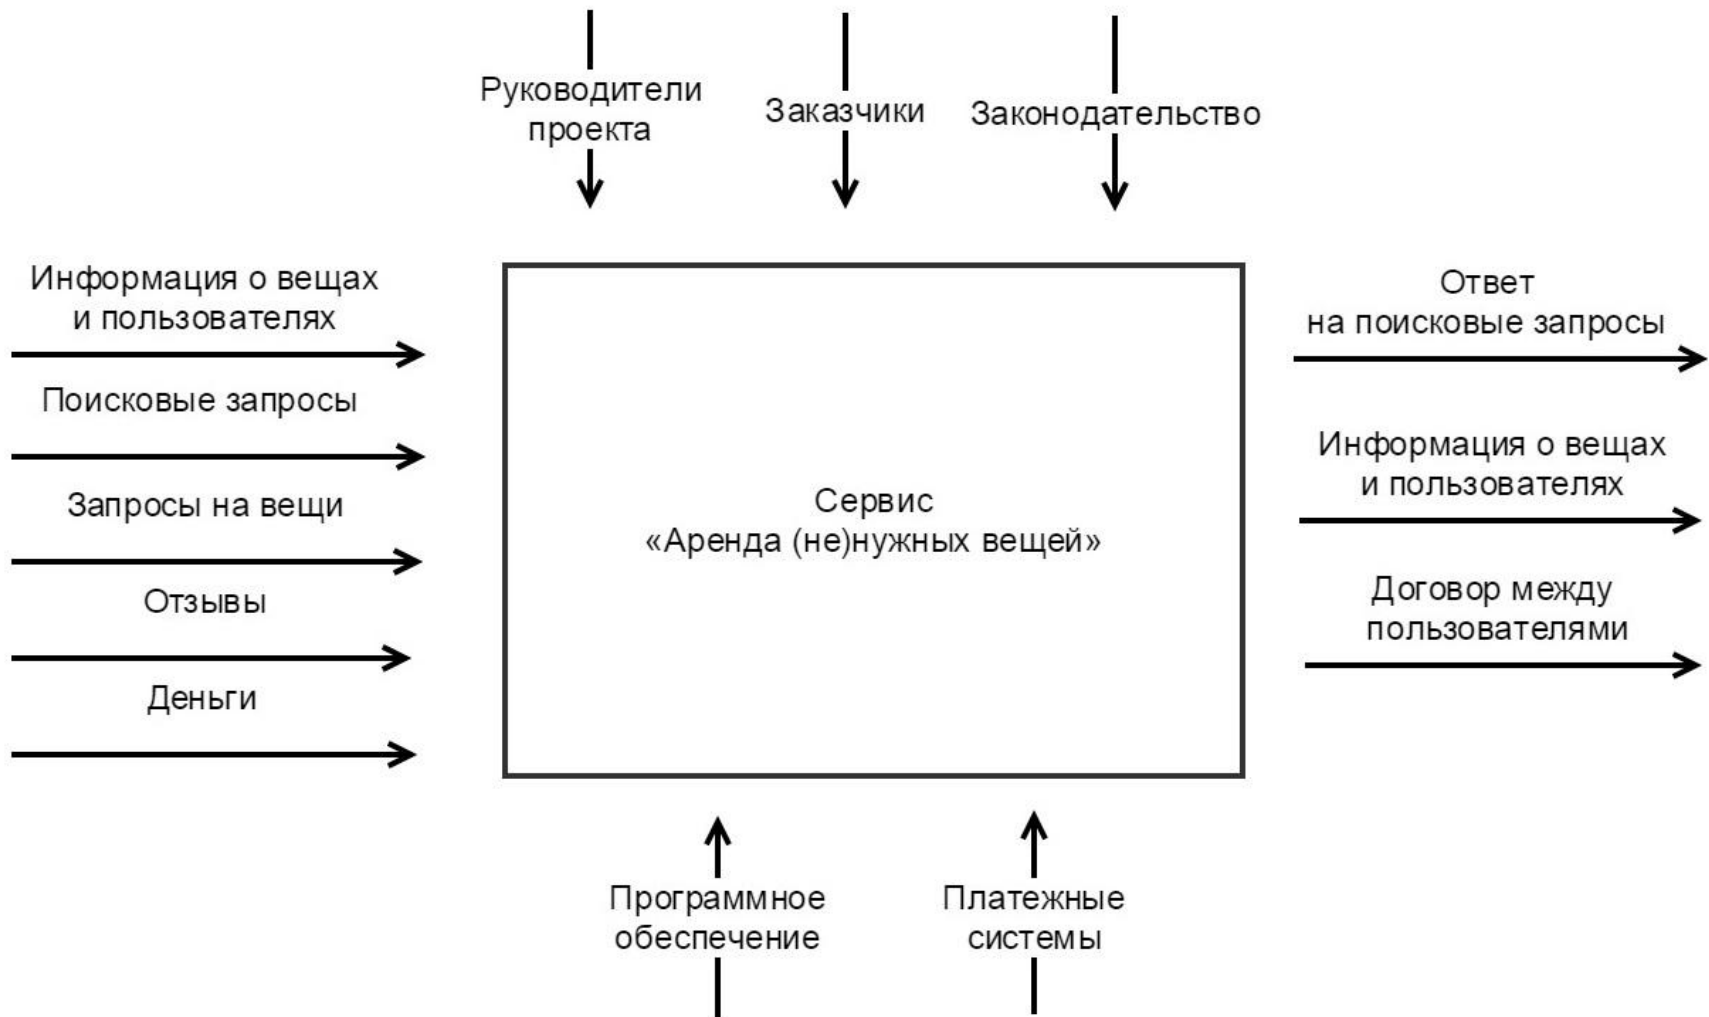 Руководители
проекта
Заказчики
Законодательство
Информация о вещах
и пользователях
Поисковые запросы
Запросы на вещи
Отзывы
Деньги
Сервис
«Аренда (не)нужных вещей»
Ответ
на поисковые запросы
Информация о вещах
и пользователях
Договор между
пользователями
Программное
обеспечение
Платежные
системы